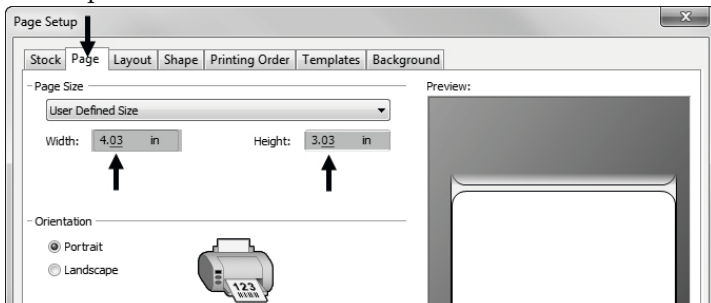 Page Setup
x
Stock Page Layout Shape Printing Order Templates Background
Page Size
Preview:
User Defined Size
Width: 4.03 in Height: 3.03 in
Orientation
Portrait
Landscape
123